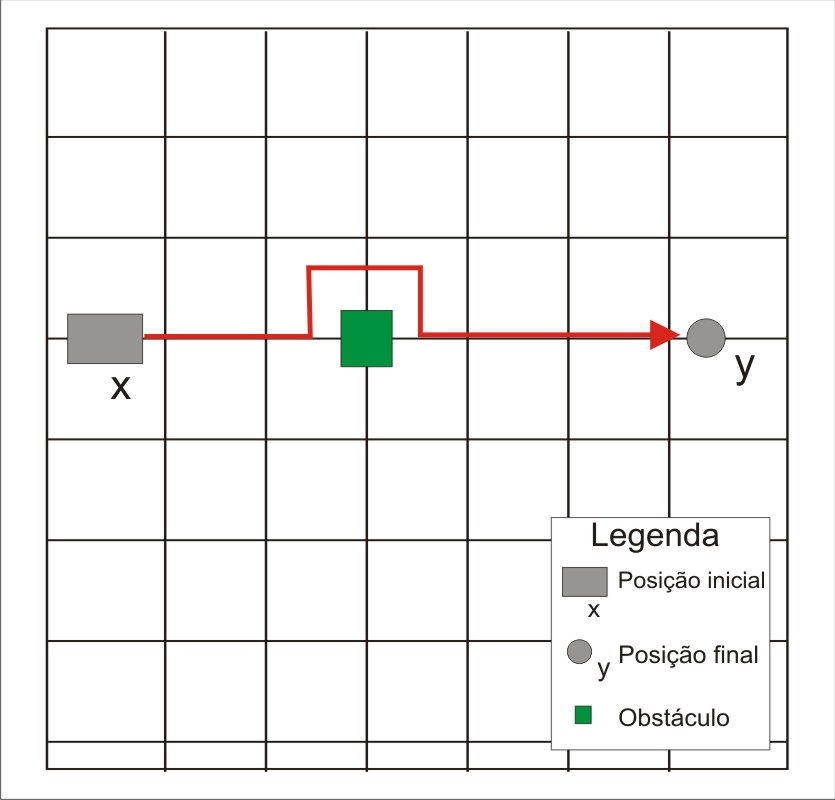 x
y
Legenda
Posição inicial
x
y Posição final
Obstáculo